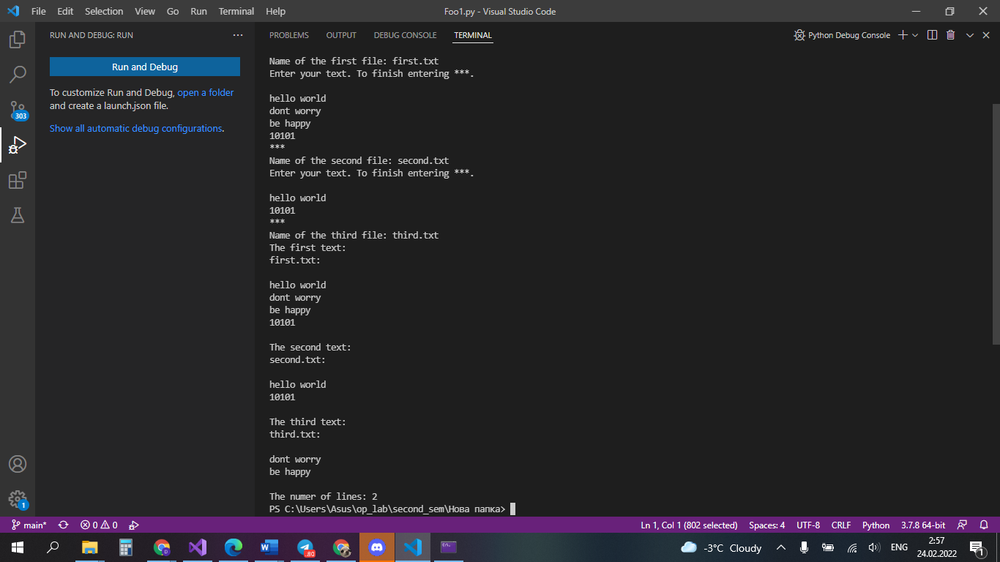 File Edit Selection View Go Run Terminal Help
Foo1.py - Visual Studio Code
RUN AND DEBUG: RUN
Run and Debug
To customize Run and Debug, open a folder
and create a launch.json file.
Show all automatic debug configurations.
303
1
PROBLEMS OUTPUT DEBUG CONSOLE TERMINAL
Python Debug Console
Name of the first file: first.txt
Enter your text. To finish entering ***.
hello world
dont worry
be happy
10101
***
Name of the second file: second.txt
Enter your text. To finish entering ***.
hello world
10101
***
Name of the third file: third.txt
The first text:
first.txt:
hello world
dont worry
be happy
10101
The second text:
second.txt:
hello world
10101
The third text:
third.txt:
dont worry
be happy
The numer of lines: 2
PS C:\Users\Asus\op_lab\second_sem\Нова папка>
main* 0 0
Ln 1, Col 1 (802 selected) Spaces: 4 UTF-8 CRLF Python 3.7.8 64-bit
.80
-3°C Cloudy
ENG
2:57
24.02.2022
1